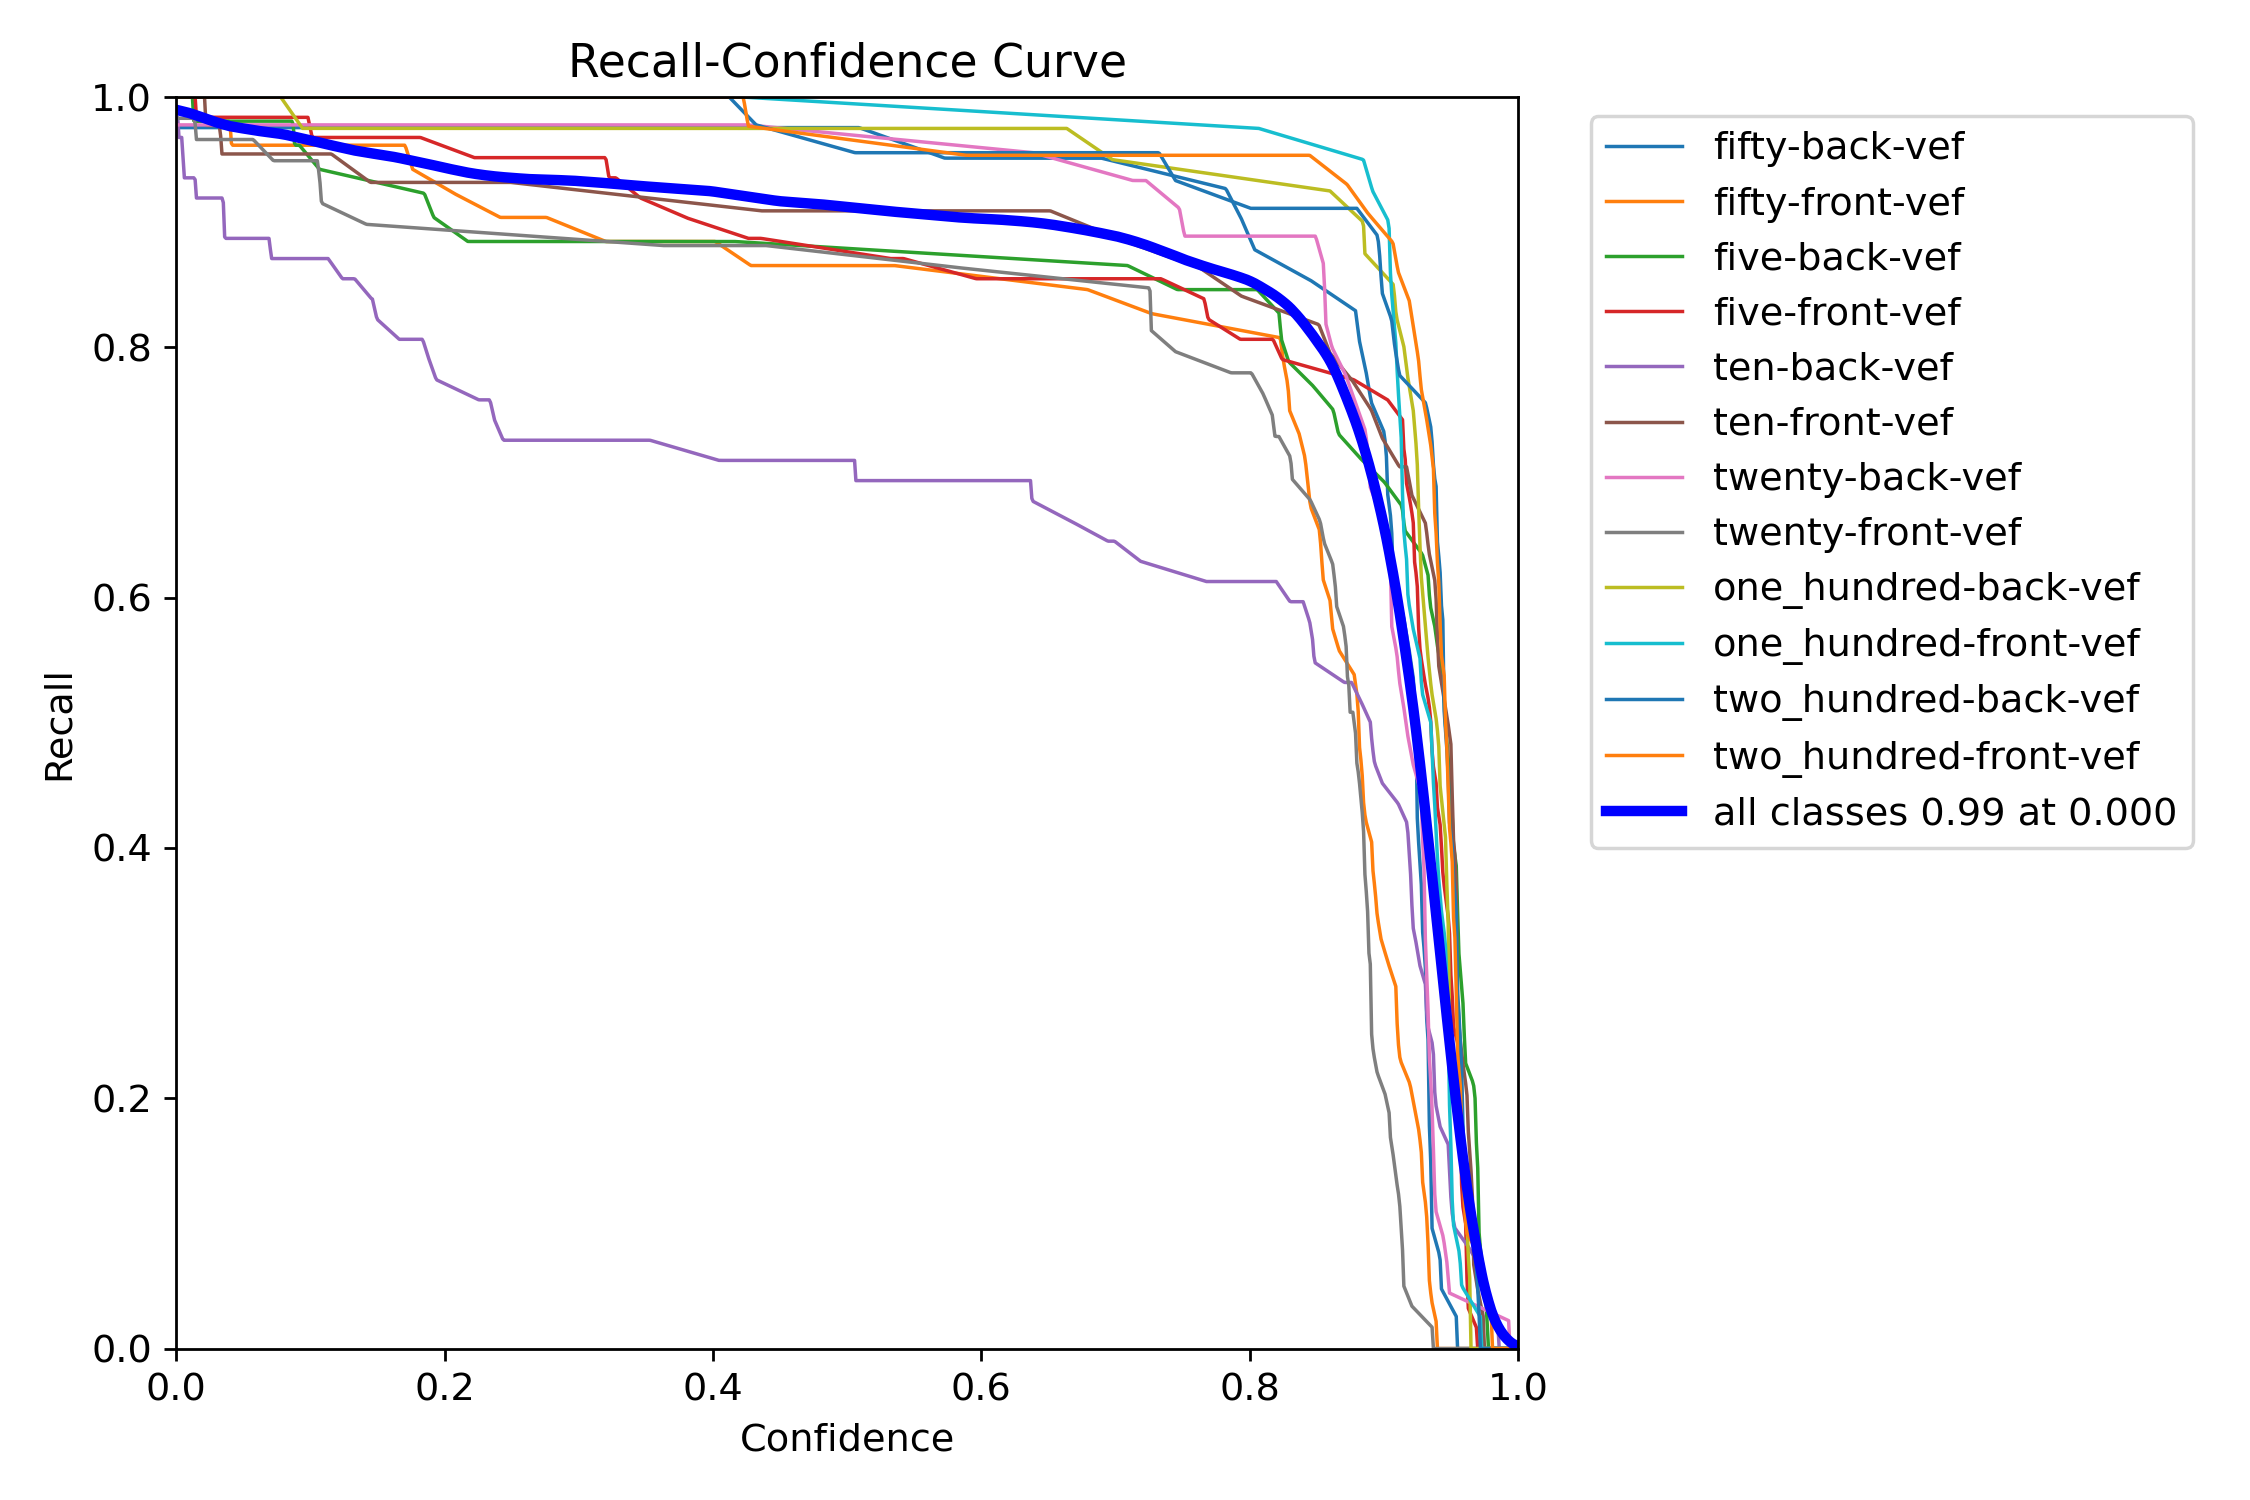 Recall-Confidence Curve
1.0
0.8
0.6
0.4
0.2
0.0
Recall
0.0 0.2 0.4 0.6 0.8 1.0
Confidence
fifty-back-vef
fifty-front-vef
five-back-vef
five-front-vef
ten-back-vef
ten-front-vef
twenty-back-vef
twenty-front-vef
one_hundred-back-vef
one_hundred-front-vef
two_hundred-back-vef
two_hundred-front-vef
all classes 0.99 at 0.000